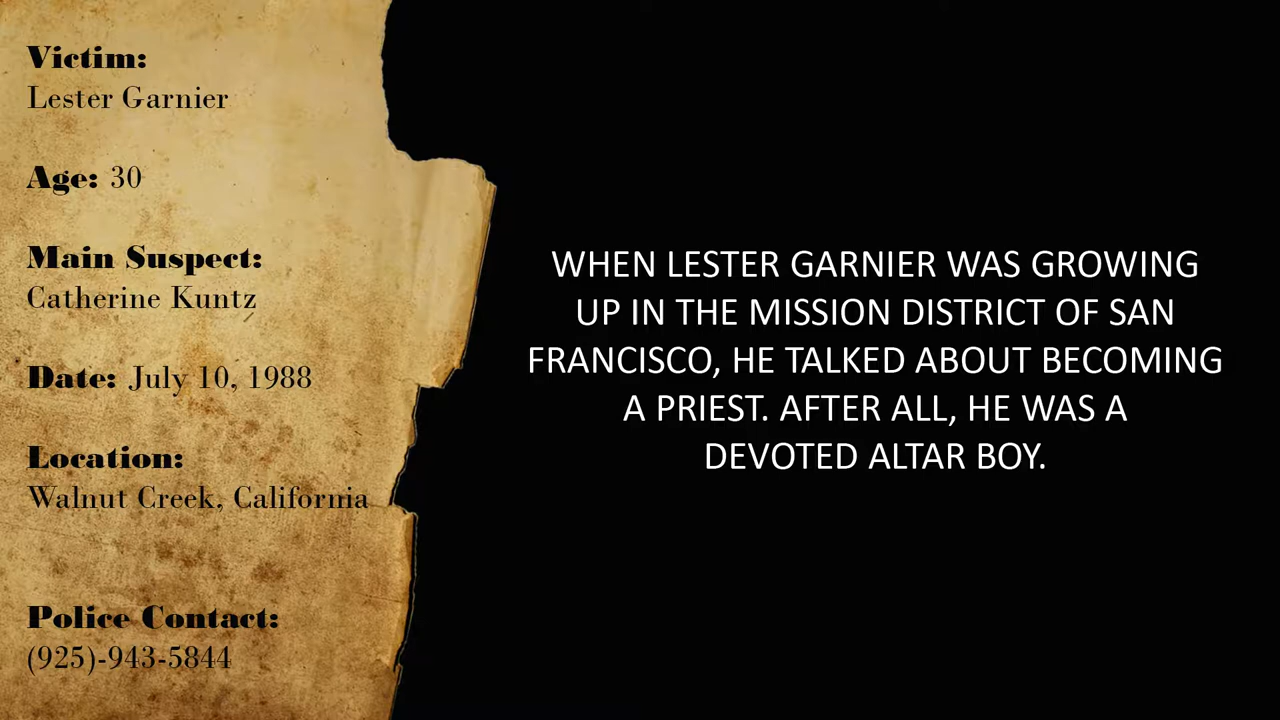 Victim:
Lester Garnier
Age: 30
Main Suspect:
Catherine Kuntz
Date: July 10, 1988
Location:
Walnut Creek, California
Police Contact:
(925)-943-5844
WHEN LESTER GARNIER WAS GROWING
UP IN THE MISSION DISTRICT OF SAN
FRANCISCO, HE TALKED ABOUT BECOMING
A PRIEST. AFTER ALL, HE WAS A
DEVOTED ALTAR BOY.